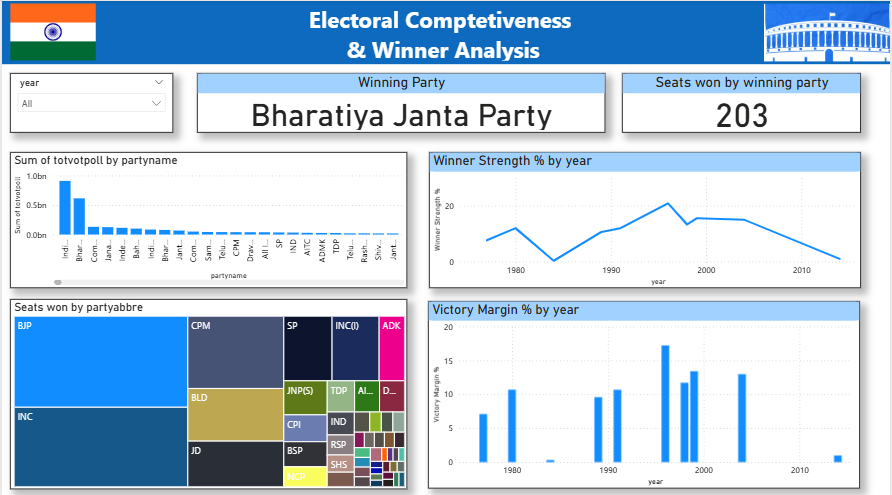 Electoral Comptetiveness
& Winner Analysis
year
All
Winning Party
Bharatiya Janta Party
Seats won by winning party
203
Sum of totvotpoll by partyname
Sum of totvotpoll
1.0bn
0.5bn
0.0bn
Indi...
Bhar...
Com...
Jana...
Inde...
Bah...
Indi...
Bhar...
Jant...
Com...
Sam...
Telu...
CPM
Drav...
All I...
SP
IND
AITC
ADMK
TDP
Telu...
Rash...
Shiv...
Jant...
partyname
Winner Strength % by year
Winner Strength %
20
0
1980
1990
2000
2010
year
Seats won by partyabbre
BJP
INC
CPM
BLD
JD
SP
INC(I)
ADK
JNP(S)
TDP
AI...
D...
CPI
IND
BSP
RSP
SHS
NCP
Victory Margin % by year
Victory Margin %
20
15
10
5
0
1980
1990
2000
2010
year